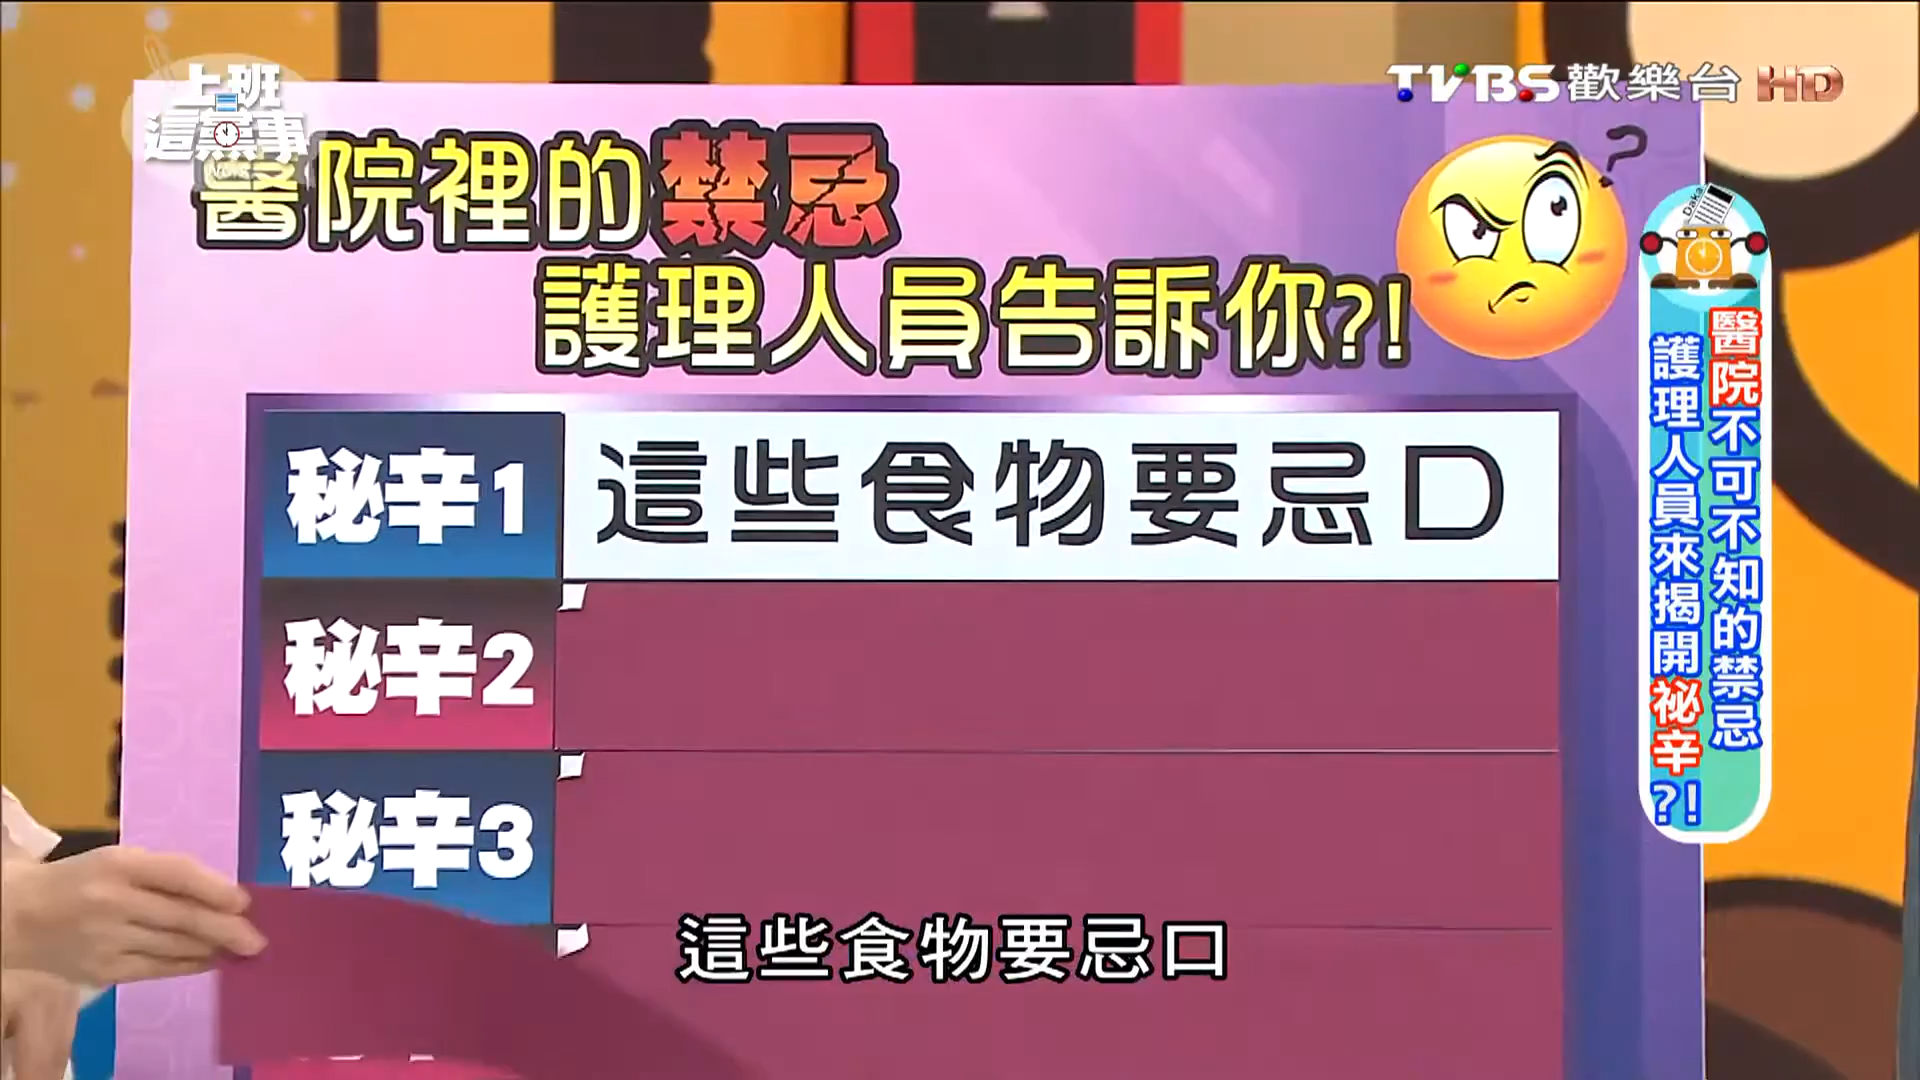 上班
這黨事
TVBS歡樂台 HD
醫院裡的禁忌
護理人員告訴你?!
秘辛1
這些食物要忌口
秘辛2
秘辛3
醫院不可不知的禁忌
護理人員來揭開祕辛?!
這些食物要忌口